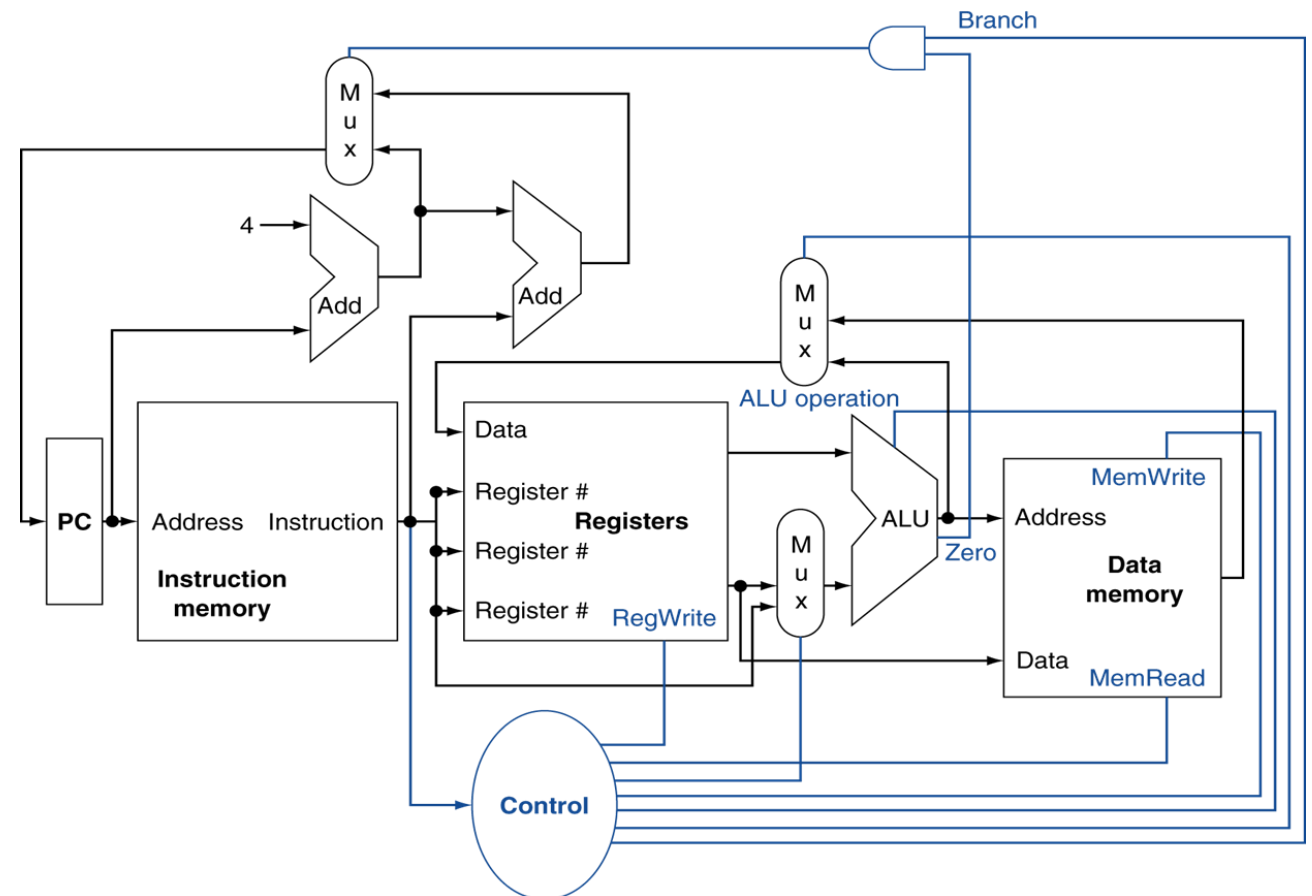 Branch
M
u
x
4
Add
Add
M
u
x
ALU operation
Data
Register #
Registers
Register #
Register #
RegWrite
PC
Address
Instruction
Instruction
memory
M
u
x
ALU
Zero
MemWrite
Address
Data
memory
Data
MemRead
Control